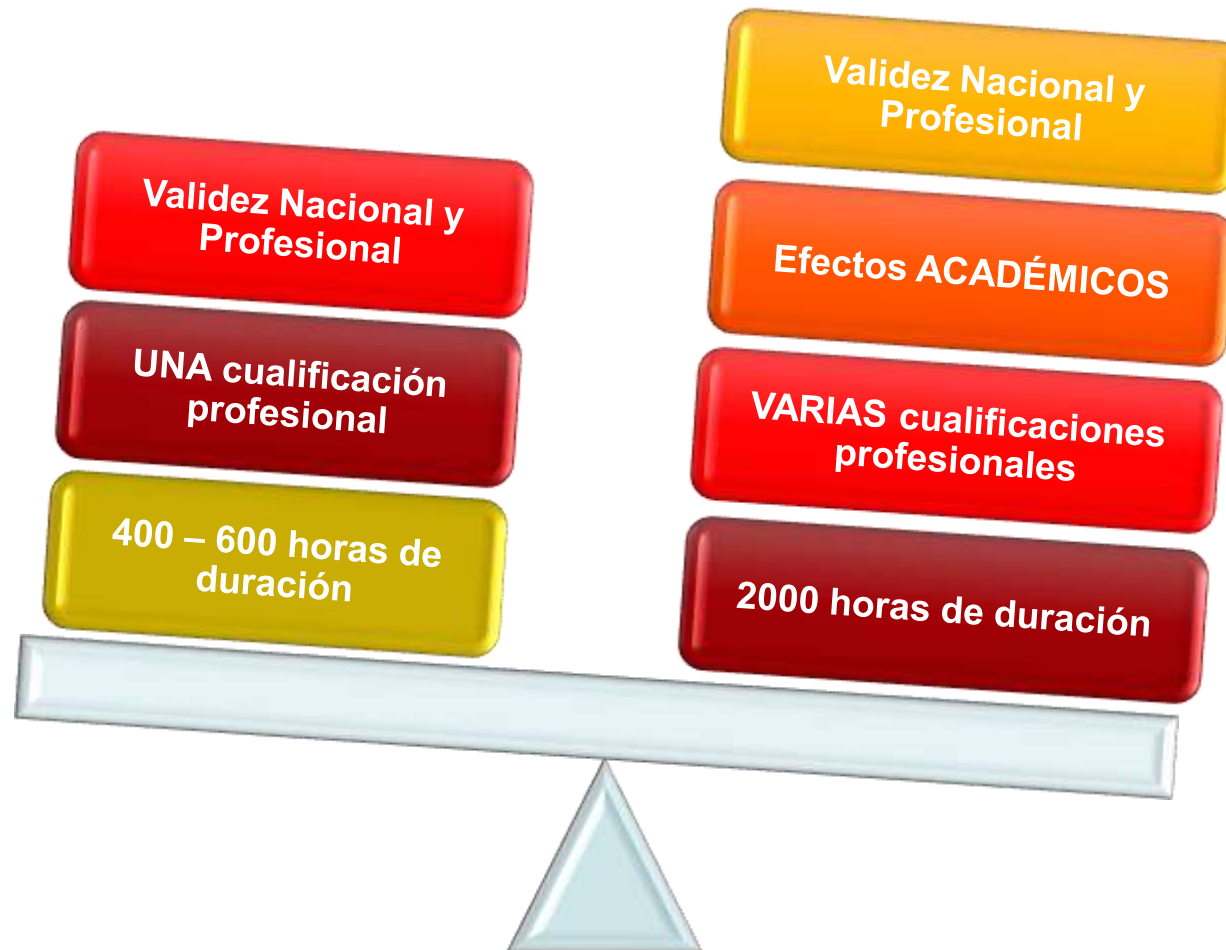 Validez Nacional y
Profesional
UNA cualificación
profesional
400 – 600 horas de
duración
Validez Nacional y
Profesional
Efectos ACADÉMICOS
VARIAS cualificaciones
profesionales
2000 horas de duración